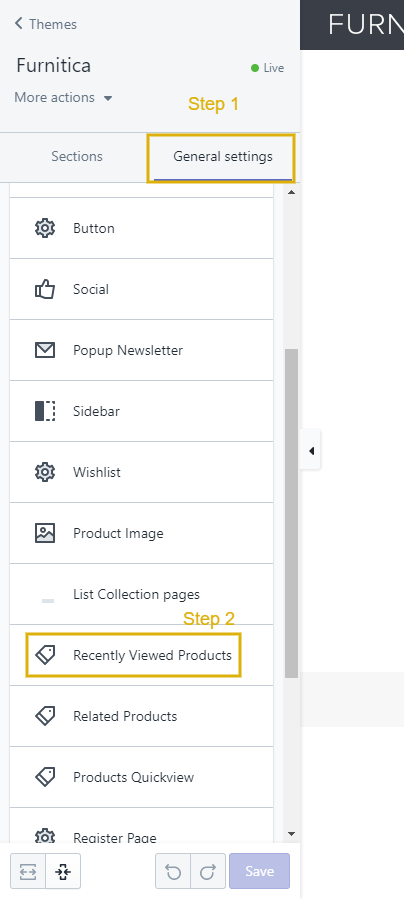 Themes
FURN
Furnitica
Live
More actions
Step 1
Sections
General settings
Button
Social
Popup Newsletter
Sidebar
Wishlist
Product Image
List Collection pages
Step 2
Recently Viewed Products
Related Products
Products Quickview
Register Page
Save